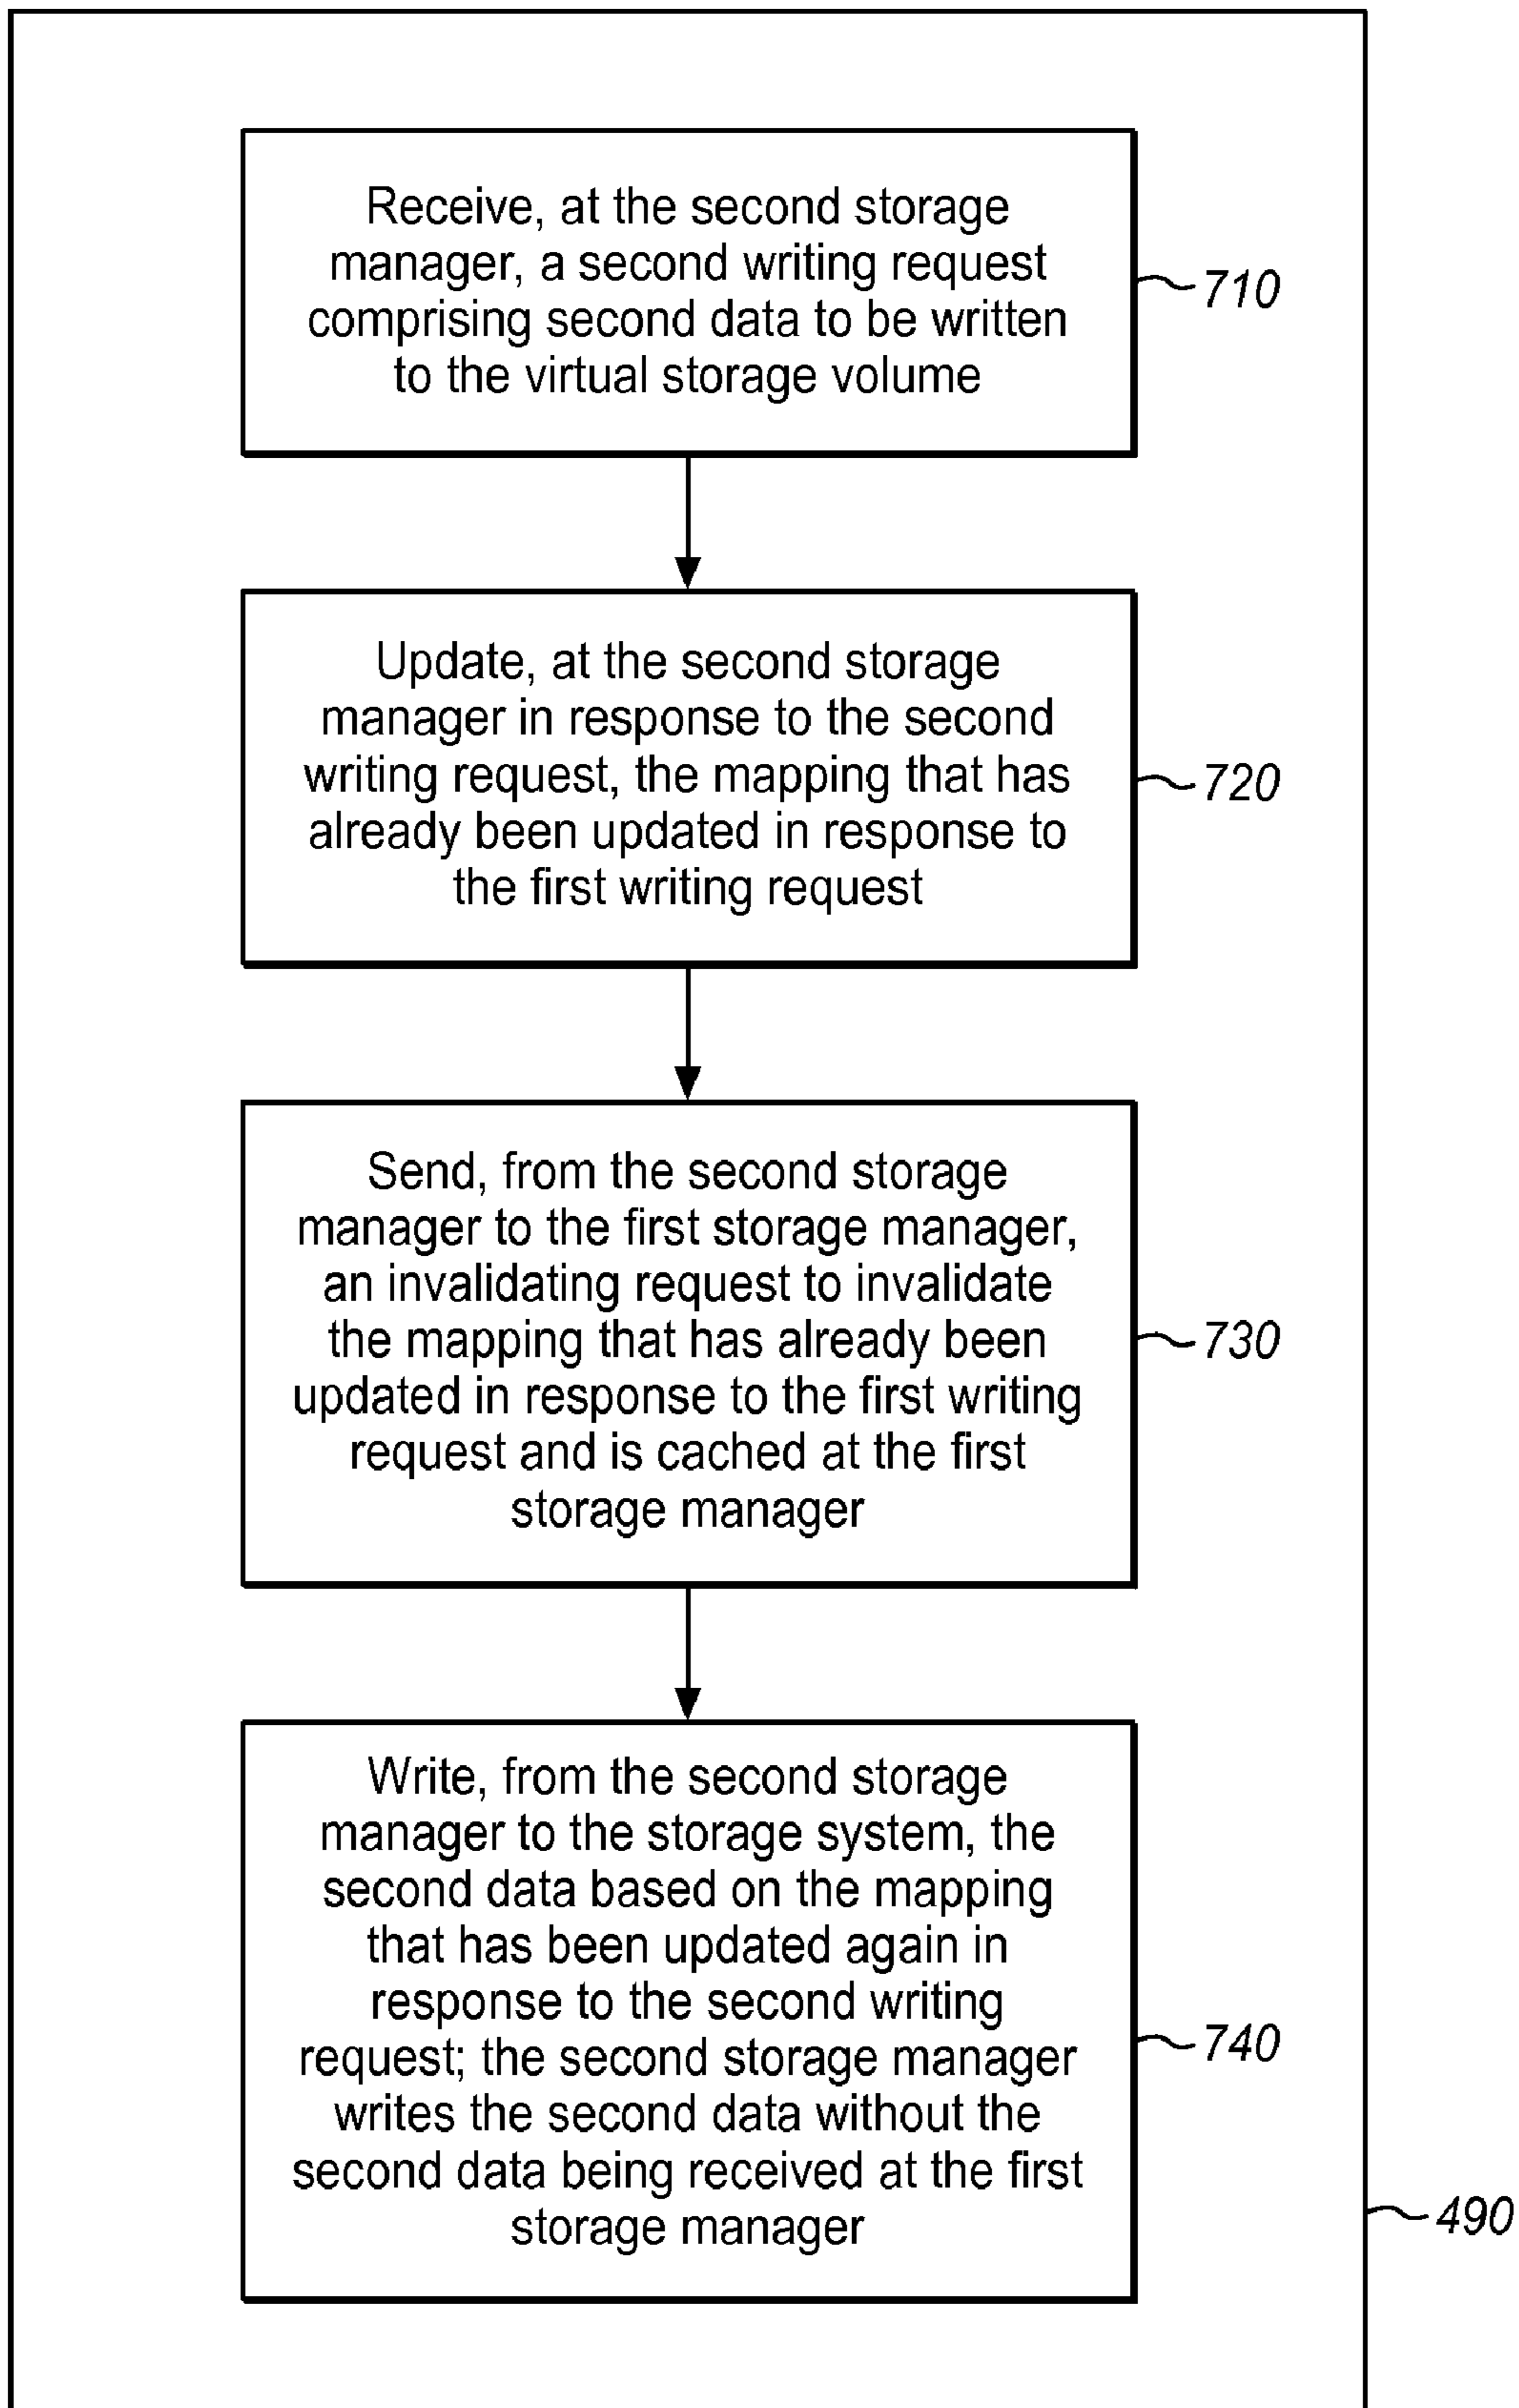 Receive, at the second storage
manager, a second writing request
comprising second data to be written
to the virtual storage volume
710
Update, at the second storage
manager in response to the second
writing request, the mapping that has
already been updated in response to
the first writing request
720
Send, from the second storage
manager to the first storage manager,
an invalidating request to invalidate
the mapping that has already been
updated in response to the first writing
request and is cached at the first
storage manager
730
Write, from the second storage
manager to the storage system, the
second data based on the mapping
that has been updated again in
response to the second writing
request; the second storage manager
writes the second data without the
second data being received at the first
storage manager
740
490